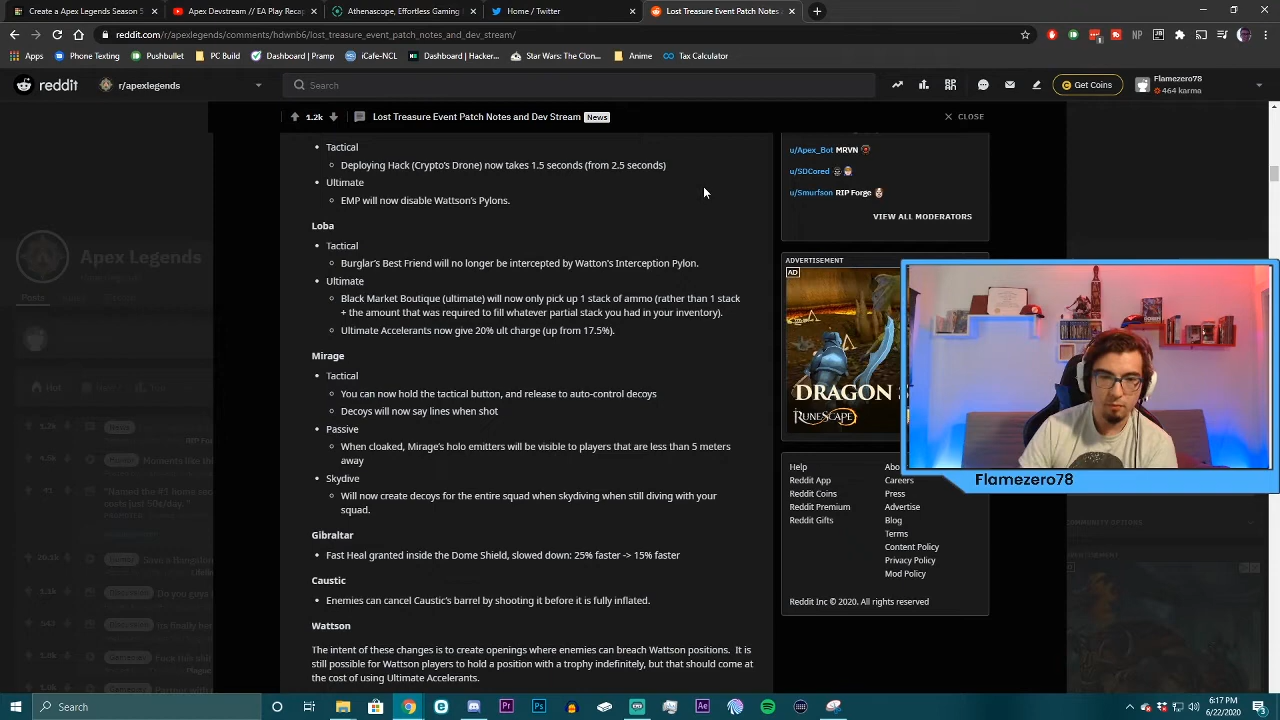 Create a Apex Legends Season 5
Apex Devstream // EA Play Recap
Athenascope, Effortless Gaming
Home / Twitter
Lost Treasure Event Patch Notes
reddit.com/r/apexlegends/comments/hdwnb6/lost_treasure_event_patch_notes_and_dev_stream/
Apps Phone Texting Pushbullet PC Build Dashboard | Pramp iCafe-NCL Dashboard | Hacker... Star Wars: The Clon... Anime Tax Calculator
reddit r/apexlegends Search Get Coins Flamezero78
464 karma
1.2k Lost Treasure Event Patch Notes and Dev Stream News CLOSE
Tactical
Deploying Hack (Crypto's Drone) now takes 1.5 seconds (from 2.5 seconds)
Ultimate
EMP will now disable Wattson's Pylons.
Loba
Tactical
Burglar's Best Friend will no longer be intercepted by Watton's Interception Pylon.
Ultimate
Black Market Boutique (ultimate) will now only pick up 1 stack of ammo (rather than 1 stack
+ the amount that was required to fill whatever partial stack you had in your inventory).
Ultimate Accelerants now give 20% ult charge (up from 17.5%).
Mirage
Tactical
You can now hold the tactical button, and release to auto-control decoys
Decoys will now say lines when shot
Passive
When cloaked, Mirage's holo emitters will be visible to players that are less than 5 meters
away
Skydive
Will now create decoys for the entire squad when skydiving when still diving with your
squad.
Gibraltar
Fast Heal granted inside the Dome Shield, slowed down: 25% faster -> 15% faster
Caustic
Enemies can cancel Caustic's barrel by shooting it before it is fully inflated.
Wattson
The intent of these changes is to create openings where enemies can breach Wattson positions. It is
still possible for Wattson players to hold a position with a trophy indefinitely, but that should come at
the cost of using Ultimate Accelerants.
u/Apex_Bot MRVN
u/SDCored
u/Smurfson RIP Forge
VIEW ALL MODERATORS
ADVERTISEMENT
AD
DRAGON
RUNESCAPE
Help
Reddit App
Reddit Coins
Reddit Premium
Reddit Gifts
Careers
Press
Advertise
Blog
Terms
Content Policy
Privacy Policy
Mod Policy
Reddit Inc © 2020. All rights reserved
Flamezero78
Apex Legends
Posts
Hot
COMMUNITY OPTIONS
Search
6:17 PM
6/22/2020